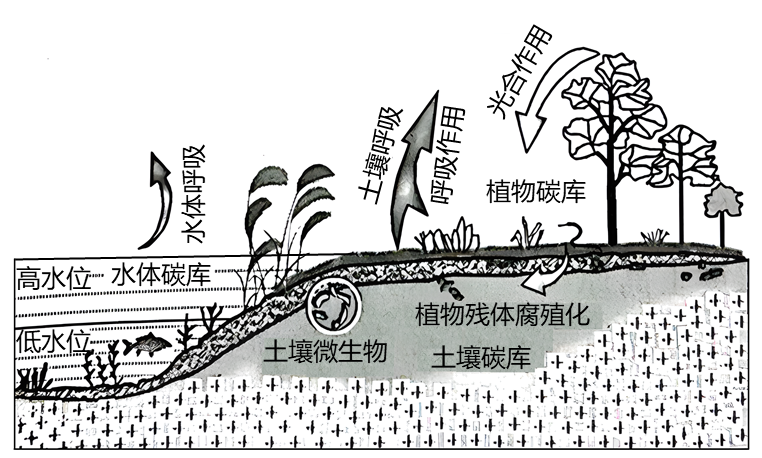 光合作用
土壤呼吸
呼吸作用
水体呼吸
植物碳库
高水位
水体碳库
低水位
植物残体腐殖化
土壤微生物
土壤碳库